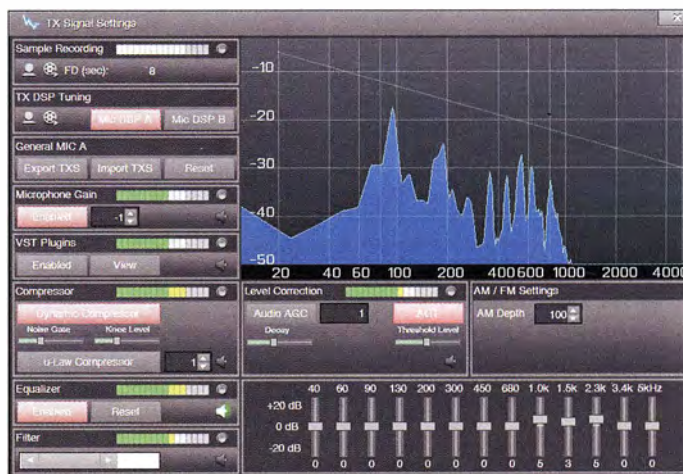 TX Signal Settings
Sample Recording
FD (sec): 8
TX DSP Tuning
Mic DSP A Mic DSP B
General MIC A
Export TXS Import TXS Reset
Microphone Gain
Enabled -1
VST Plugins
Enabled View
Compressor
Dynamic Compressor
Noise Gate Knee Level
u-Law Compressor 1
Equalizer
Enabled Reset
Filter
-10
-20
-30
-40
-50
20 40 60 100 200 400 600 1000 2000 4000
Level Correction
Audio AGC 1
Decay Threshold Level
AM / FM Settings
AM Depth 100
40 60 90 130 200 300 450 680 1.0k 1.5k 2.3k 3.4k 5kHz
+20 dB
0 dB
-20 dB
0 0 0 0 0 0 0 0 5 3 5 0 0